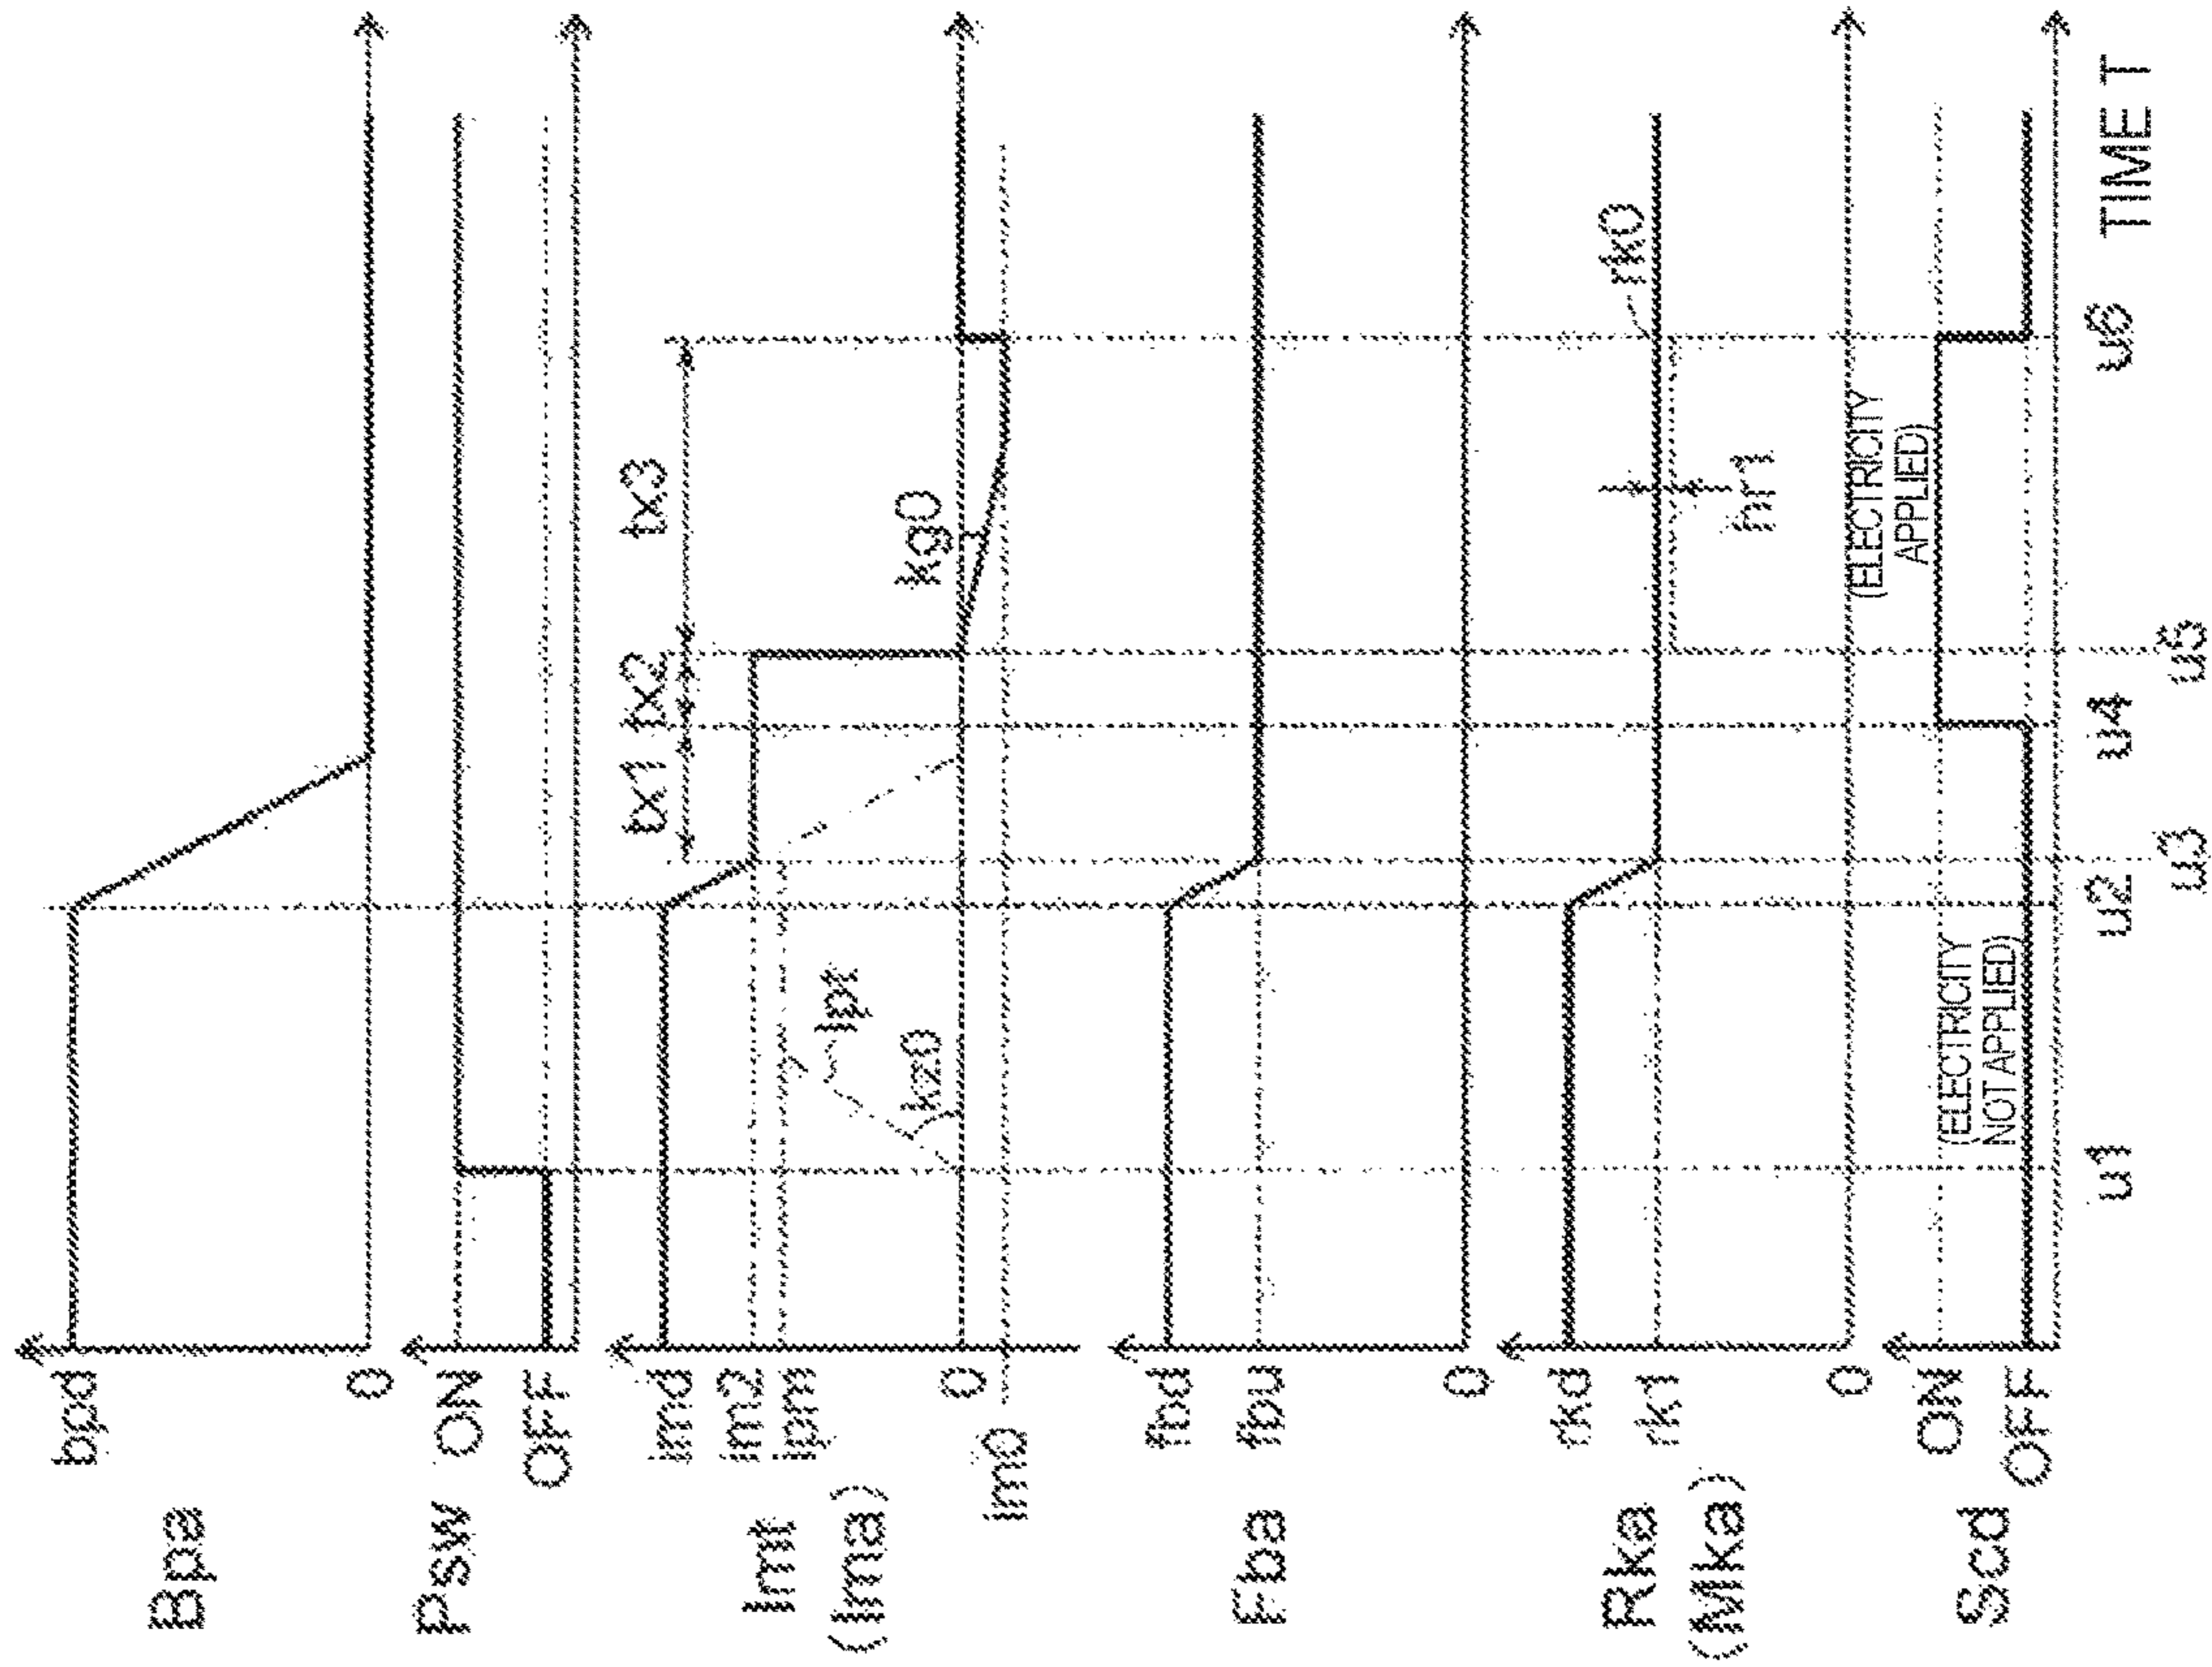 Bpa
bpd
0
Psw
ON
OFF
Imt
(Ima)
imd
im2
ipm
0
im0
tx1
tx2
tx3
Ipt
kz0
kg0
Fba
fbd
fbu
0
Rka
(Mka)
rkd
rk1
0
rk0
hr1
Scd
ON
OFF
(ELECTRICITY
NOT APPLIED)
(ELECTRICITY
APPLIED)
u1
u2
u3
u4
u5
u6
TIME T